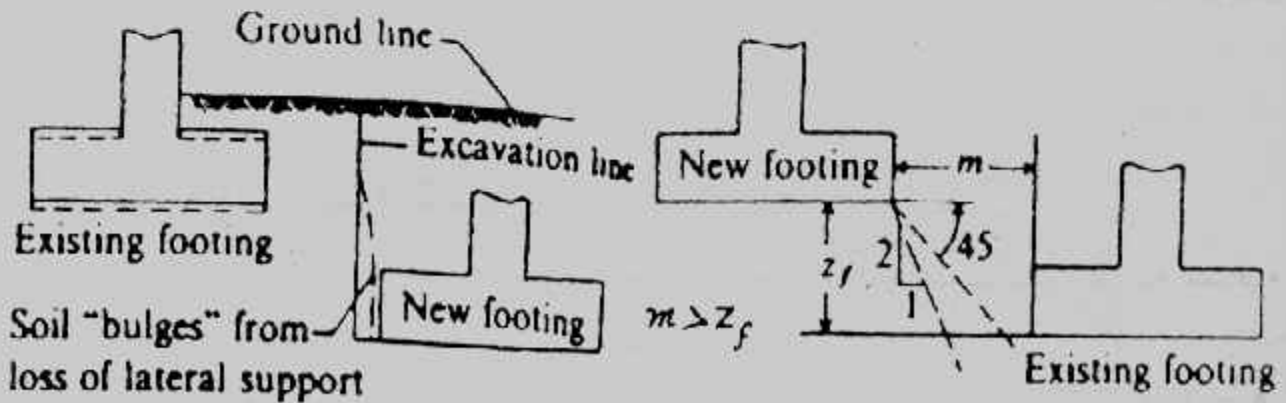 Ground line
Excavation line
Existing footing
New footing
Soil "bulges" from
loss of lateral support
New footing
m
45
2
1
z_f
m > z_f
Existing footing